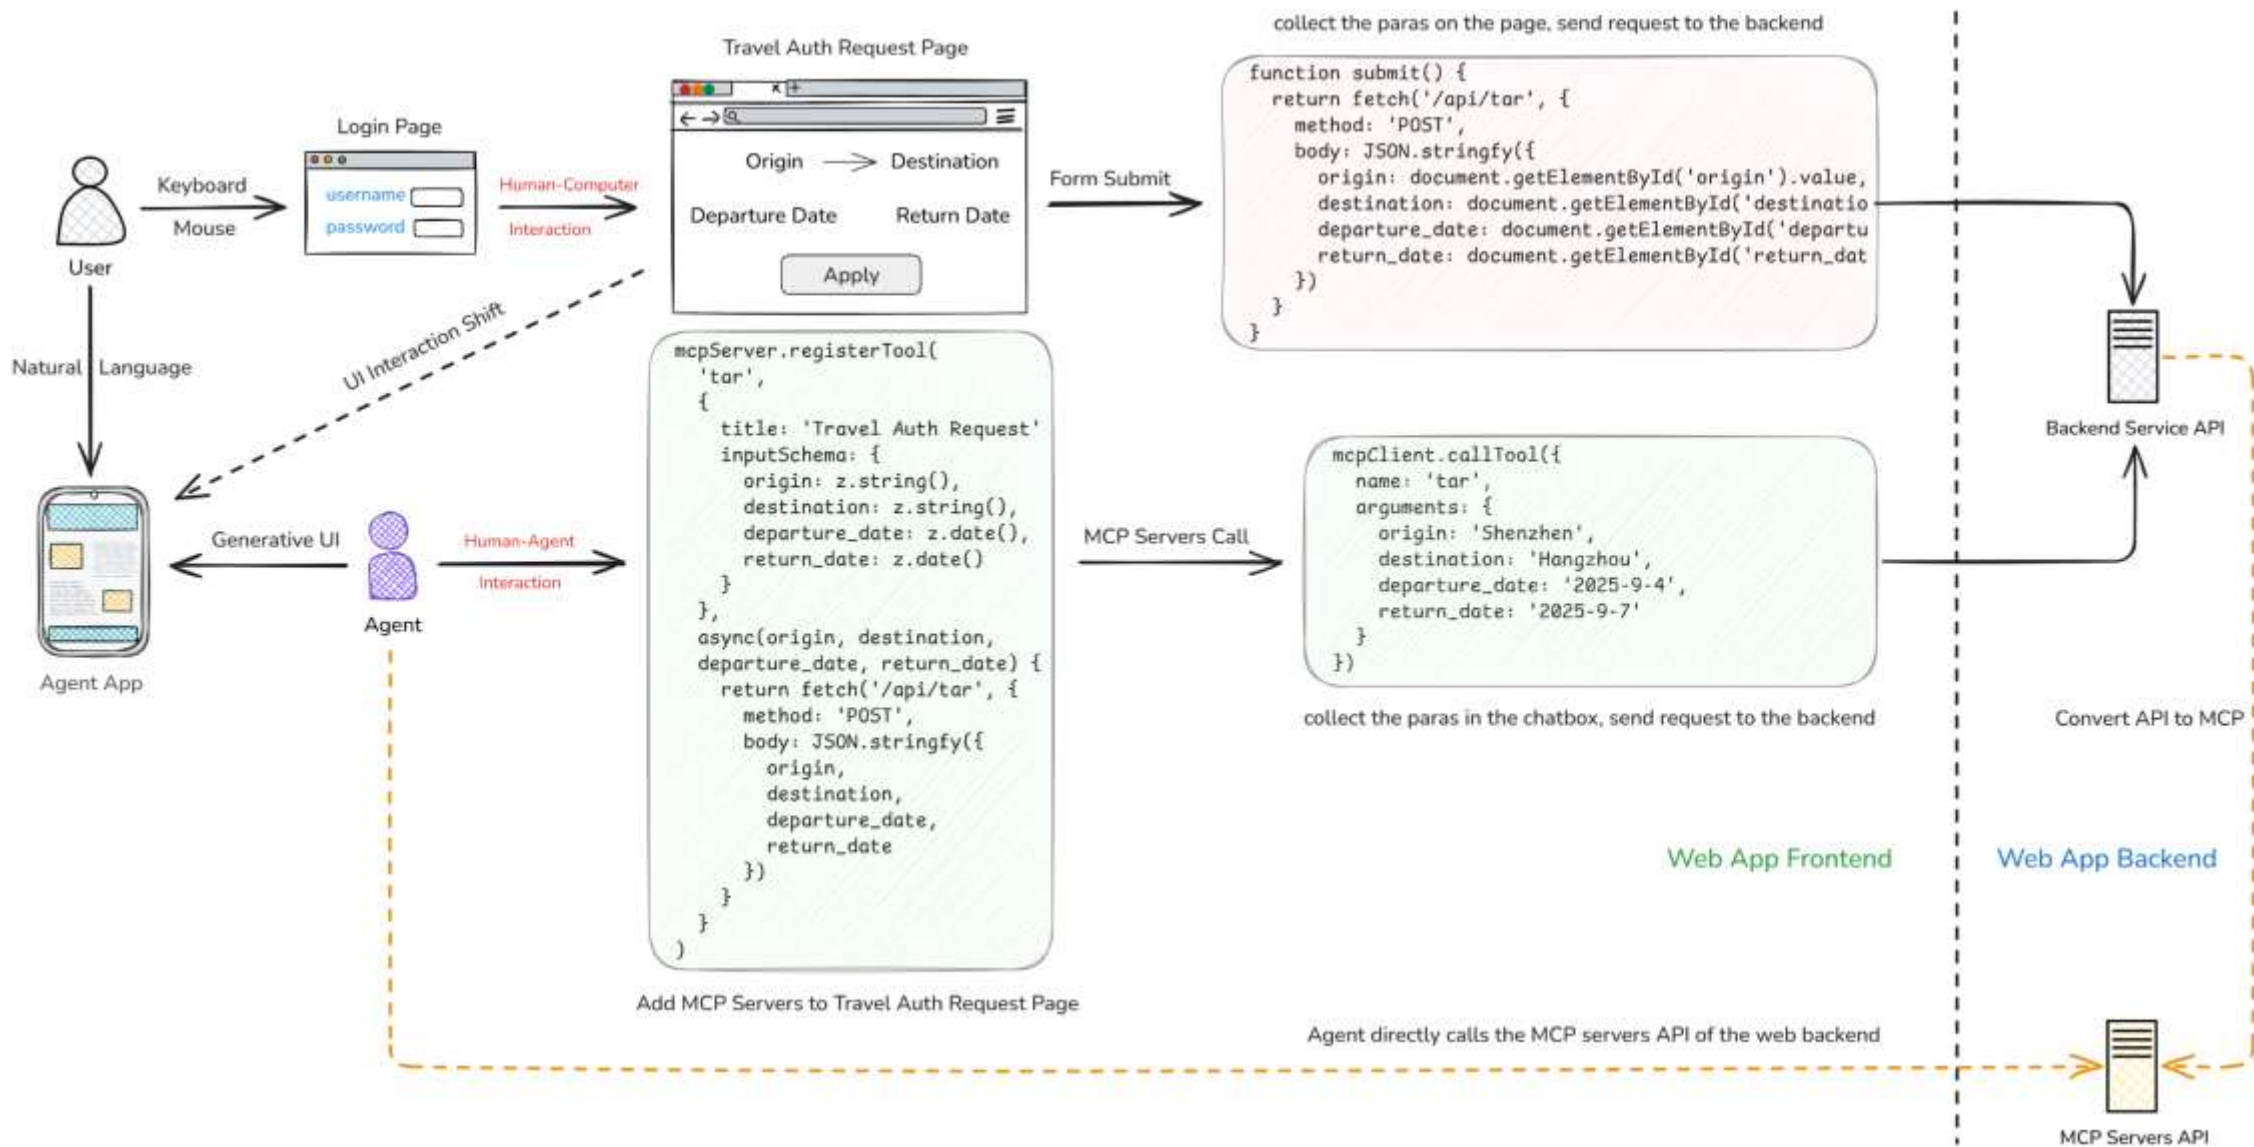 collect the paras on the page, send request to the backend
Travel Auth Request Page
function submit() {
return fetch('/api/tar', {
method: 'POST',
body: JSON.stringfy({
origin: document.getElementById('origin').value,
destination: document.getElementById('destinatio
departure_date: document.getElementById('departu
return_date: document.getElementById('return_dat
})
}
}
Login Page
username
password
Keyboard
Mouse
User
Human-Computer
Interaction
Origin
Destination
Departure Date
Return Date
Apply
Form Submit
UI Interaction Shift
Natural Language
mcpServer.registerTool(
'tar',
{
title: 'Travel Auth Request'
inputSchema: {
origin: z.string(),
destination: z.string(),
departure_date: z.date(),
return_date: z.date()
}
},
async(origin, destination,
departure_date, return_date) {
return fetch('/api/tar', {
method: 'POST',
body: JSON.stringfy({
origin,
destination,
departure_date,
return_date
})
}
}
)
Add MCP Servers to Travel Auth Request Page
Generative UI
Agent
Agent App
Human-Agent
Interaction
MCP Servers Call
mcpClient.callTool({
name: 'tar',
arguments: {
origin: 'Shenzhen',
destination: 'Hangzhou',
departure_date: '2025-9-4',
return_date: '2025-9-7'
}
})
collect the paras in the chatbox, send request to the backend
Backend Service API
Convert API to MCP
Web App Frontend
Web App Backend
Agent directly calls the MCP servers API of the web backend
MCP Servers API